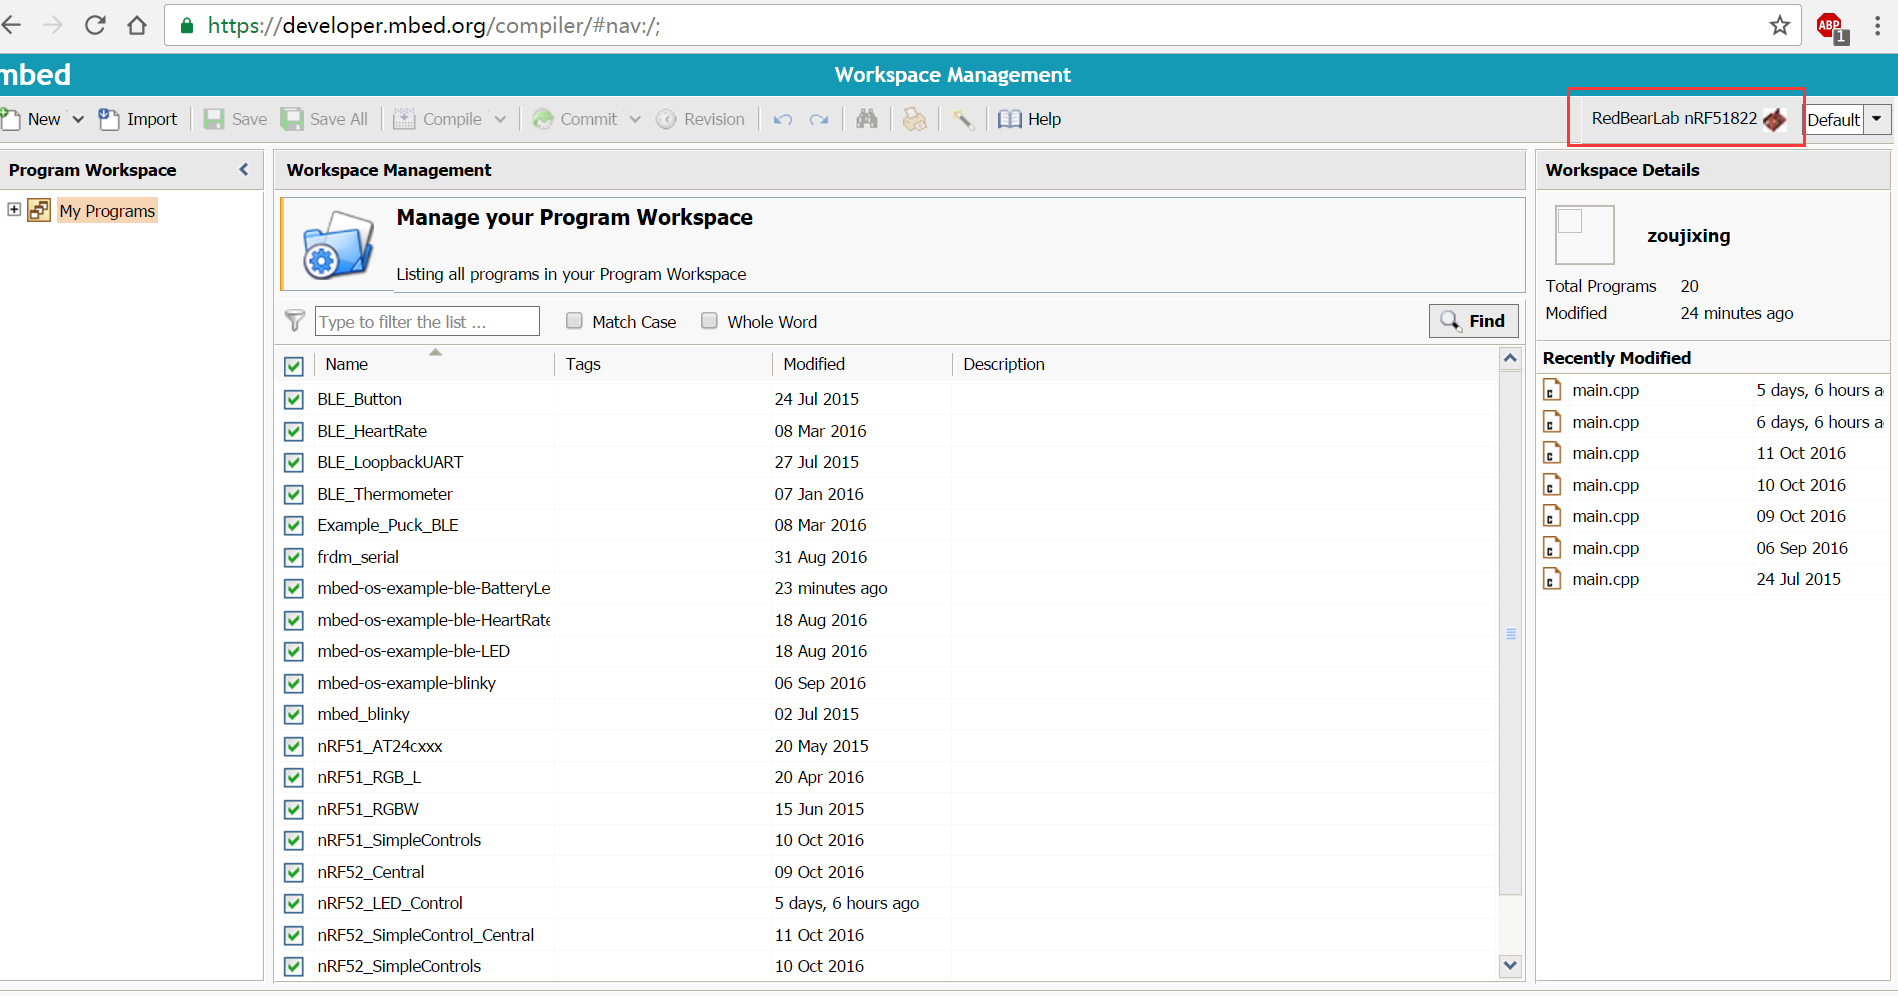 https://developer.mbed.org/compiler/#nav:/;
ABP
1
mbed
Workspace Management
New Import Save Save All Compile Commit Revision Help RedBearLab nRF51822 Default
Program Workspace
My Programs
Workspace Management
Manage your Program Workspace
Listing all programs in your Program Workspace
Type to filter the list ... Match Case Whole Word Find
Name Tags Modified Description
BLE_Button 24 Jul 2015
BLE_HeartRate 08 Mar 2016
BLE_LoopbackUART 27 Jul 2015
BLE_Thermometer 07 Jan 2016
Example_Puck_BLE 08 Mar 2016
frdm_serial 31 Aug 2016
mbed-os-example-ble-BatteryLe 23 minutes ago
mbed-os-example-ble-HeartRate 18 Aug 2016
mbed-os-example-ble-LED 18 Aug 2016
mbed-os-example-blinky 06 Sep 2016
mbed_blinky 02 Jul 2015
nRF51_AT24cxxx 20 May 2015
nRF51_RGB_L 20 Apr 2016
nRF51_RGBW 15 Jun 2015
nRF51_SimpleControls 10 Oct 2016
nRF52_Central 09 Oct 2016
nRF52_LED_Control 5 days, 6 hours ago
nRF52_SimpleControl_Central 11 Oct 2016
nRF52_SimpleControls 10 Oct 2016
Workspace Details
zoujixing
Total Programs 20
Modified 24 minutes ago
Recently Modified
main.cpp 5 days, 6 hours a
main.cpp 6 days, 6 hours a
main.cpp 11 Oct 2016
main.cpp 10 Oct 2016
main.cpp 09 Oct 2016
main.cpp 06 Sep 2016
main.cpp 24 Jul 2015